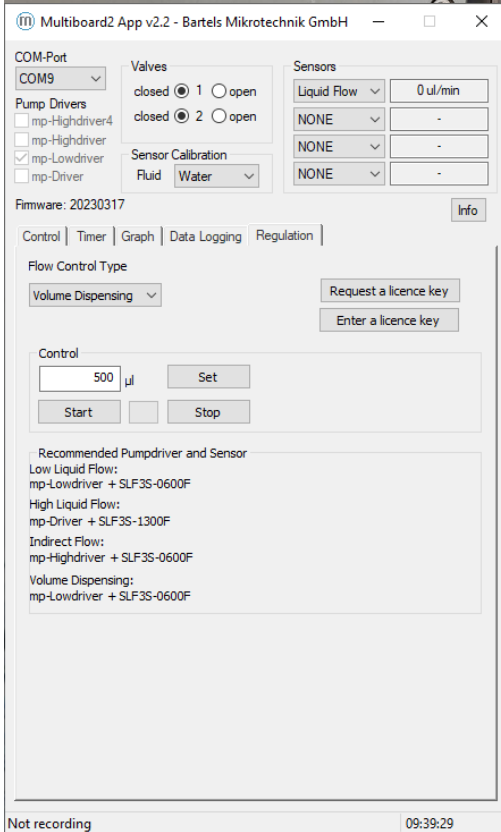 Multiboard2 App v2.2 - Bartels Mikrotechnik GmbH
COM-Port
COM9
Pump Drivers
mp-Highdriver4
mp-Highdriver
mp-Lowdriver
mp-Driver
Valves
closed 1 open
closed 2 open
Sensor Calibration
Fluid Water
Sensors
Liquid Flow 0 ul/min
NONE -
NONE -
NONE -
Firmware: 20230317
Info
Control Timer Graph Data Logging Regulation
Flow Control Type
Volume Dispensing
Request a licence key
Enter a licence key
Control
500 µl Set
Start Stop
Recommended Pumpdriver and Sensor
Low Liquid Flow:
mp-Lowdriver + SLF3S-0600F
High Liquid Flow:
mp-Driver + SLF3S-1300F
Indirect Flow:
mp-Highdriver + SLF3S-0600F
Volume Dispensing:
mp-Lowdriver + SLF3S-0600F
Not recording 09:39:29